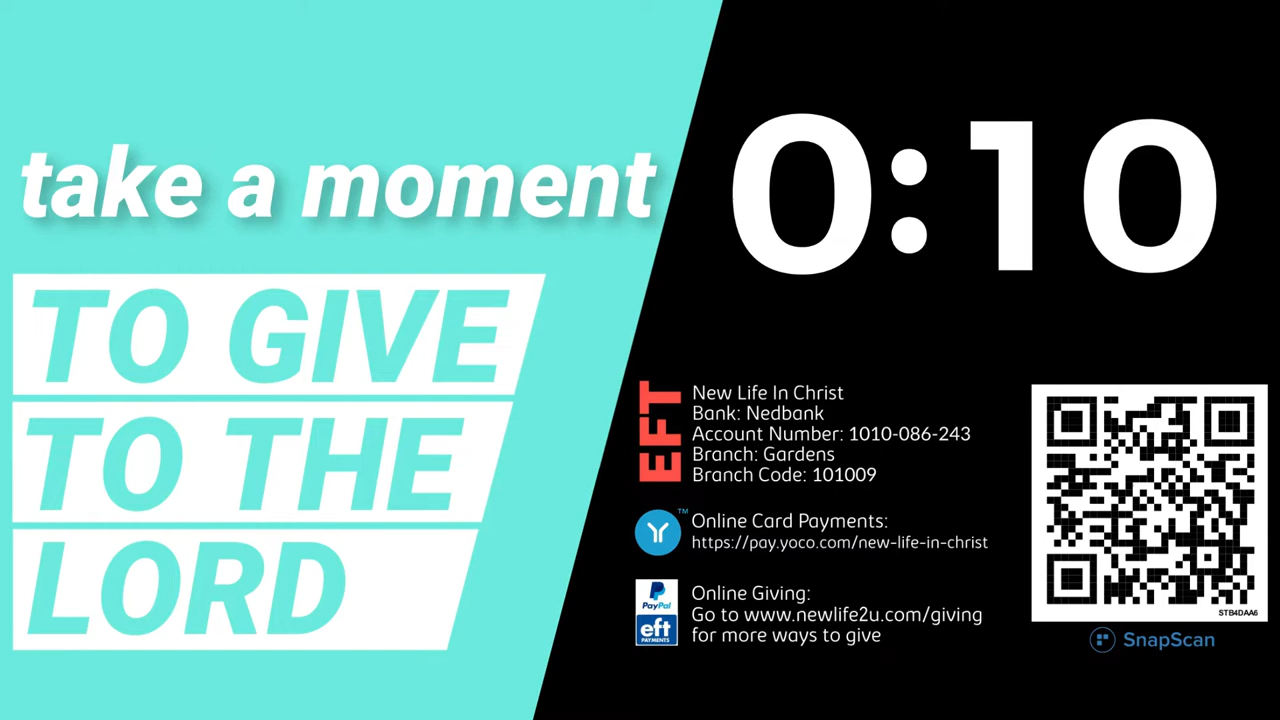 take a moment
TO GIVE
TO THE
LORD
0:10
EFT
New Life In Christ
Bank: Nedbank
Account Number: 1010-086-243
Branch: Gardens
Branch Code: 101009
Y™
Online Card Payments:
https://pay.yoco.com/new-life-in-christ
PayPal
eft
PAYMENTS
Online Giving:
Go to www.newlife2u.com/giving
for more ways to give
STB4DAA6
SnapScan